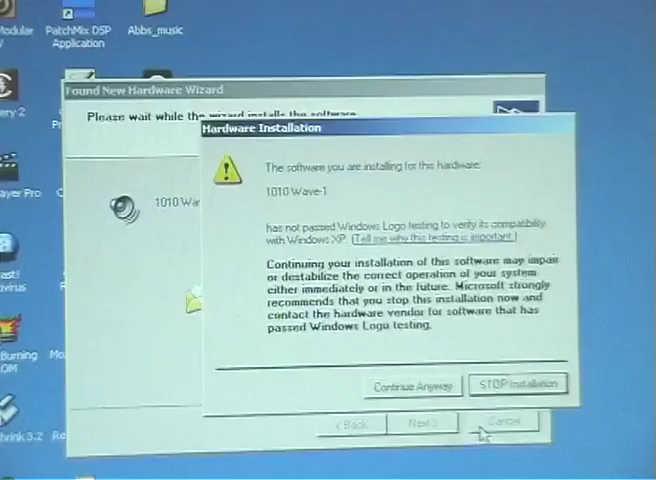 PatchMix DSP
Application
Abbs_music
Found New Hardware Wizard
Please wait while the wizard installs the software
Hardware Installation
The software you are installing for this hardware:
1010 Wave-1
has not passed Windows Logo testing to verify its compatibility
with Windows XP. (Tell me why this testing is important.)
Continuing your installation of this software may impair
or destabilize the correct operation of your system
either immediately or in the future. Microsoft strongly
recommends that you stop this installation now and
contact the hardware vendor for software that has
passed Windows Logo testing.
Continue Anyway
STOP Installation
1010 Wa
< Back
Next >
Cancel
odular
ery 2
ayer Pro
ast!
ivirus
Burning
OM
hrink 3.2
Re